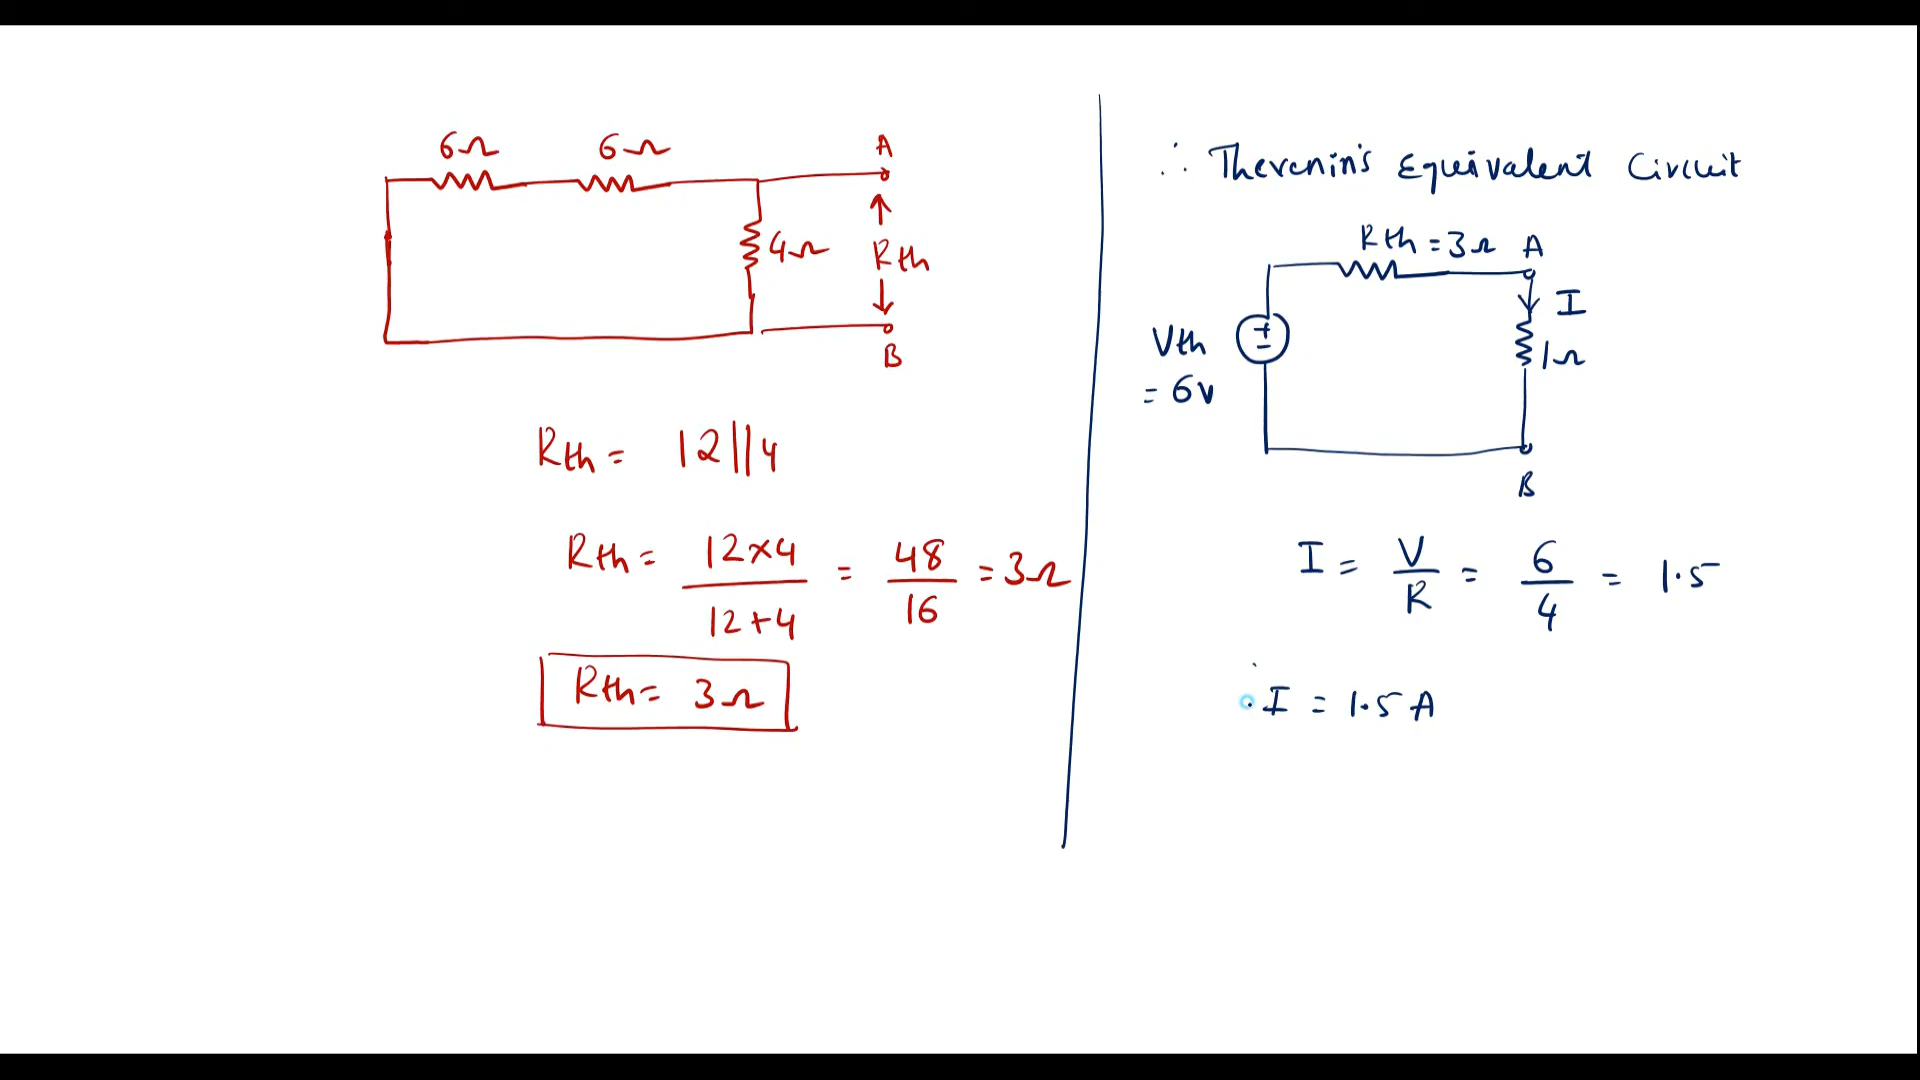 6Ω 6Ω A
4Ω Rth
B
Rth = 12||4
Rth = 12×4 / 12+4 = 48 / 16 = 3Ω
Rth = 3Ω
∴ Thevenin's Equivalent Circuit
Rth = 3Ω A
I
Vth + - 1Ω
= 6V
B
I = V / R = 6 / 4 = 1.5
I = 1.5 A